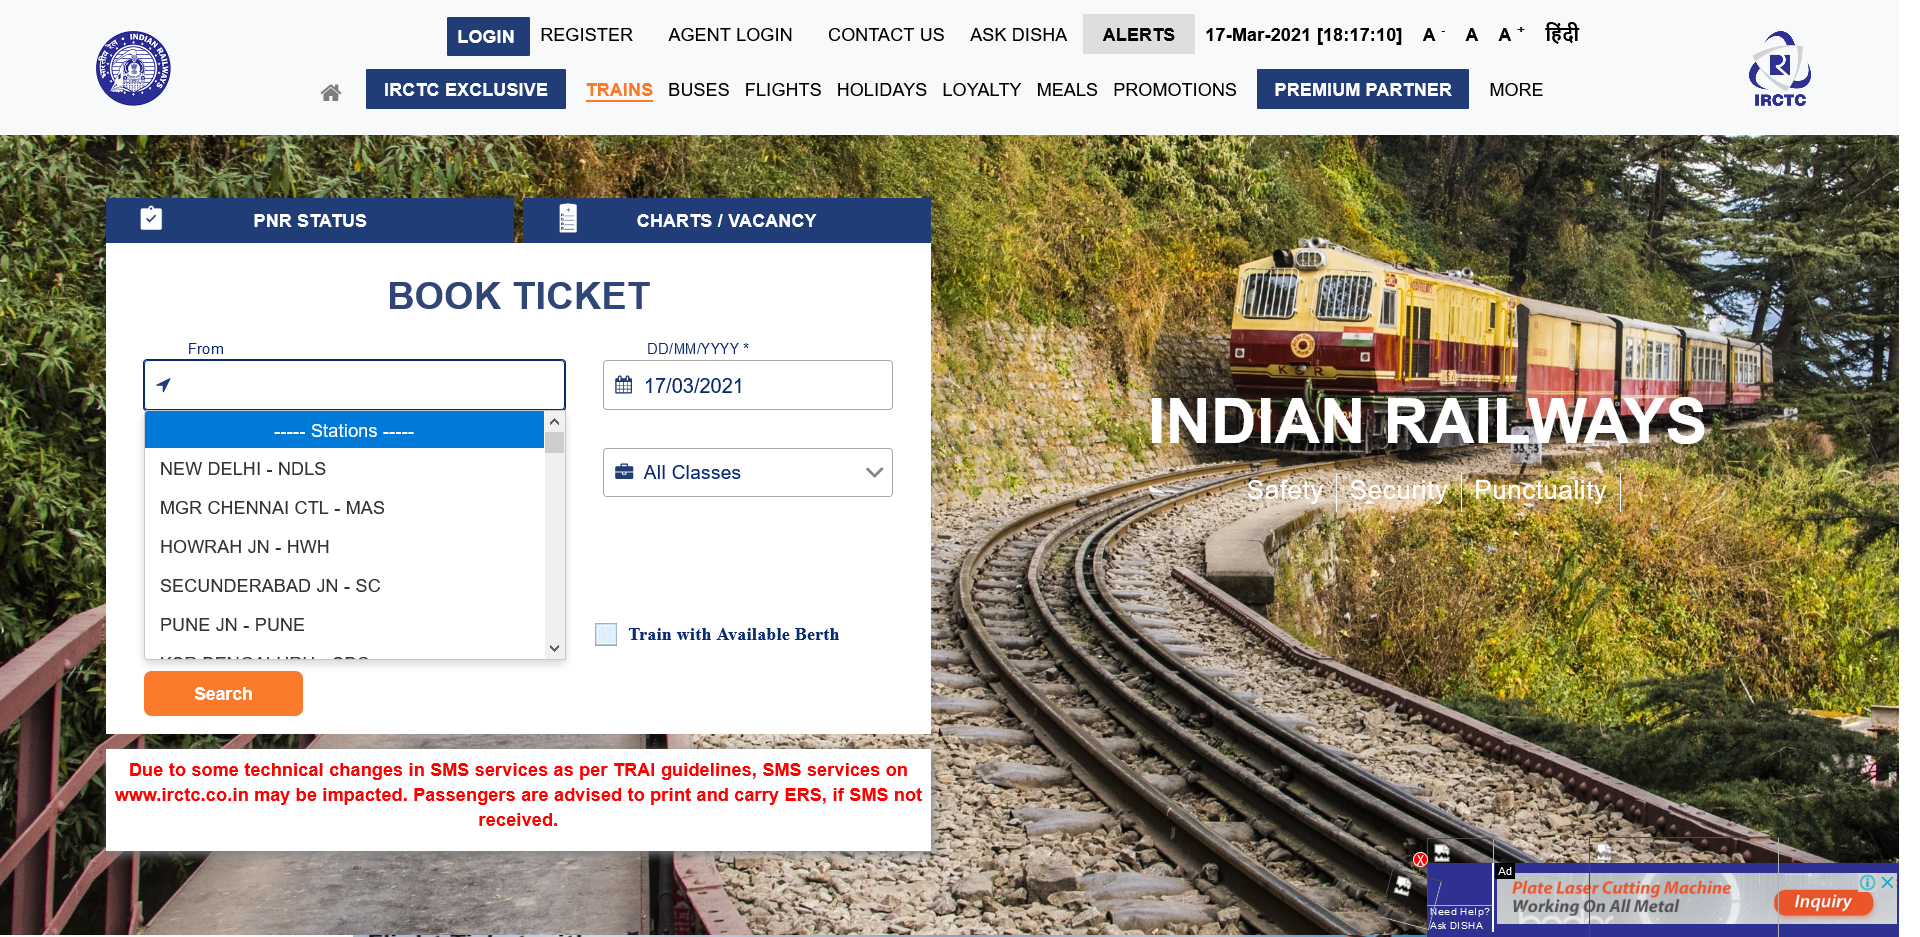 LOGIN REGISTER AGENT LOGIN CONTACT US ASK DISHA ALERTS 17-Mar-2021 [18:17:10] A - A A + हिंदी
IRCTC EXCLUSIVE TRAINS BUSES FLIGHTS HOLIDAYS LOYALTY MEALS PROMOTIONS PREMIUM PARTNER MORE
भारतीय रेल INDIAN RAILWAYS
IRCTC
PNR STATUS
CHARTS / VACANCY
BOOK TICKET
From
DD/MM/YYYY *
17/03/2021
----- Stations -----
NEW DELHI - NDLS
MGR CHENNAI CTL - MAS
HOWRAH JN - HWH
SECUNDERABAD JN - SC
PUNE JN - PUNE
All Classes
Train with Available Berth
Search
Due to some technical changes in SMS services as per TRAI guidelines, SMS services on
www.irctc.co.in may be impacted. Passengers are advised to print and carry ERS, if SMS not
received.
INDIAN RAILWAYS
Safety Security Punctuality
K S R
X
Need Help?
Ask DISHA
Ad
Plate Laser Cutting Machine
Working On All Metal
Inquiry